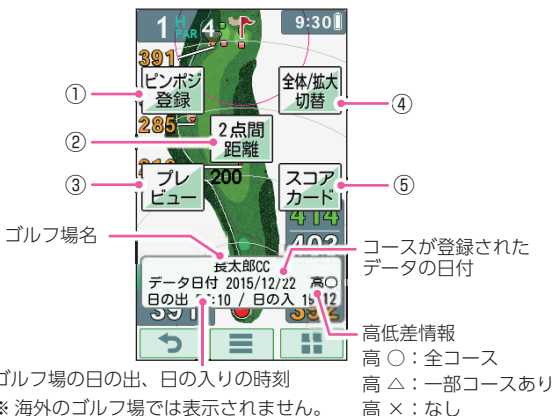 1 H PAR 4 9:30
391
ピンポジ
登録
全体/拡大
切替
①
④
285
2点間
距離
②
③
プレ
ビュー
200
スコア
カード
⑤
414
ゴルフ場名
コースが登録された
データの日付
長太郎CC
データ日付 2015/12/22 高○
日の出 :10 / 日の入 12
391
392
高低差情報
高 ○：全コース
高 △：一部コースあり
高 ×：なし
ゴルフ場の日の出、日の入りの時刻
※ 海外のゴルフ場では表示されません。